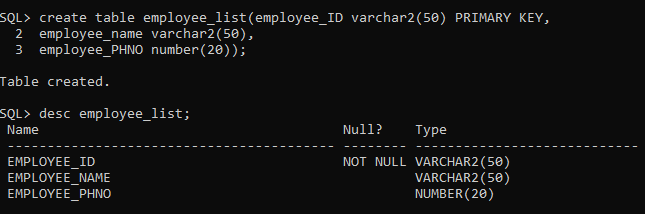 SQL> create table employee_list(employee_ID varchar2(50) PRIMARY KEY,
  2  employee_name varchar2(50),
  3  employee_PHNO number(20));
Table created.
SQL> desc employee_list;
 Name                                      Null?    Type
 ----------------------------------------- -------- ----------------------------
 EMPLOYEE_ID                               NOT NULL VARCHAR2(50)
 EMPLOYEE_NAME                                      VARCHAR2(50)
 EMPLOYEE_PHNO                                      NUMBER(20)